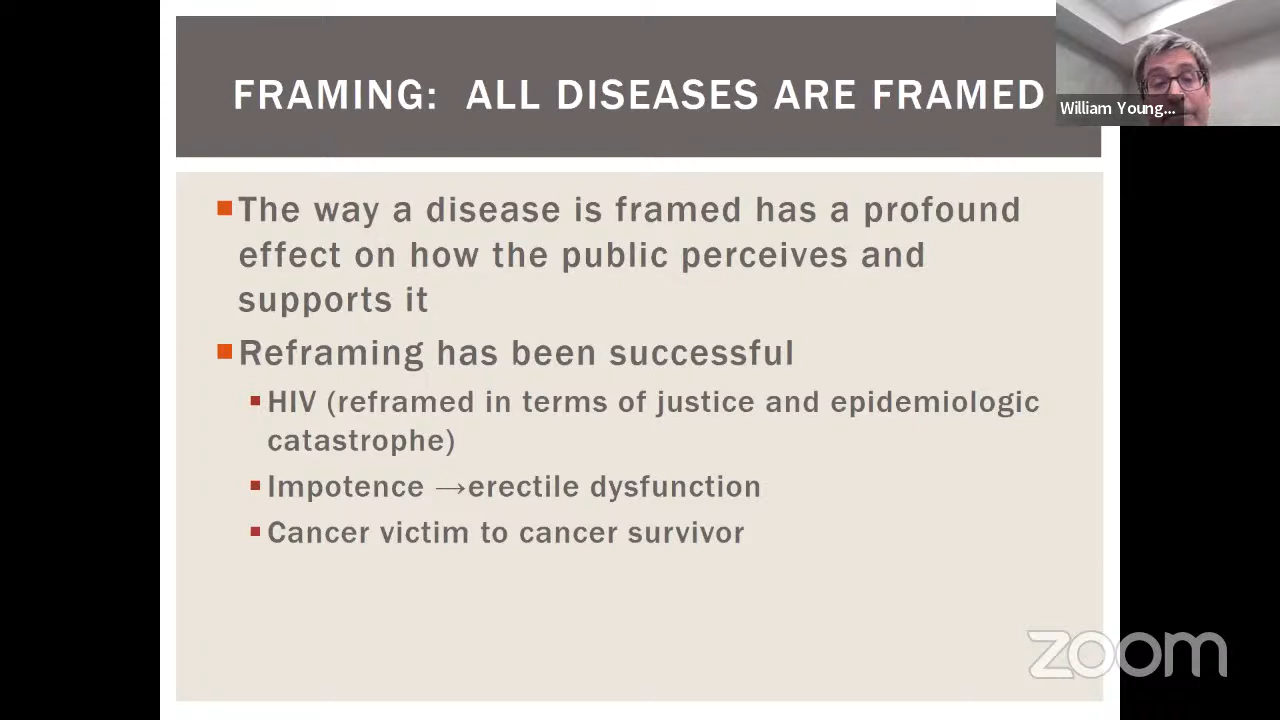 FRAMING: ALL DISEASES ARE FRAMED
William Young...
The way a disease is framed has a profound
effect on how the public perceives and
supports it
Reframing has been successful
HIV (reframed in terms of justice and epidemiologic
catastrophe)
Impotence →erectile dysfunction
Cancer victim to cancer survivor
zoom